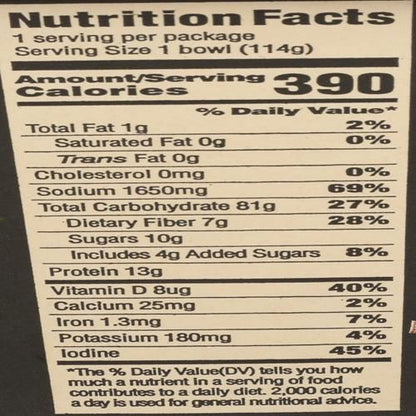 Nutrition Facts
1 serving per package
Serving Size 1 bowl (114g)
Amount/Serving
Calories 390
% Daily Value*
Total Fat 1g 2%
Saturated Fat 0g 0%
Trans Fat 0g
Cholesterol 0mg 0%
Sodium 1650mg 69%
Total Carbohydrate 81g 27%
Dietary Fiber 7g 28%
Sugars 10g
Includes 4g Added Sugars 8%
Protein 13g
Vitamin D 8ug 40%
Calcium 25mg 2%
Iron 1.3mg 7%
Potassium 180mg 4%
Iodine 45%
*The % Daily Value(DV) tells you how
much a nutrient in a serving of food
contributes to a daily diet. 2,000 calories
a day is used for general nutritional advice.